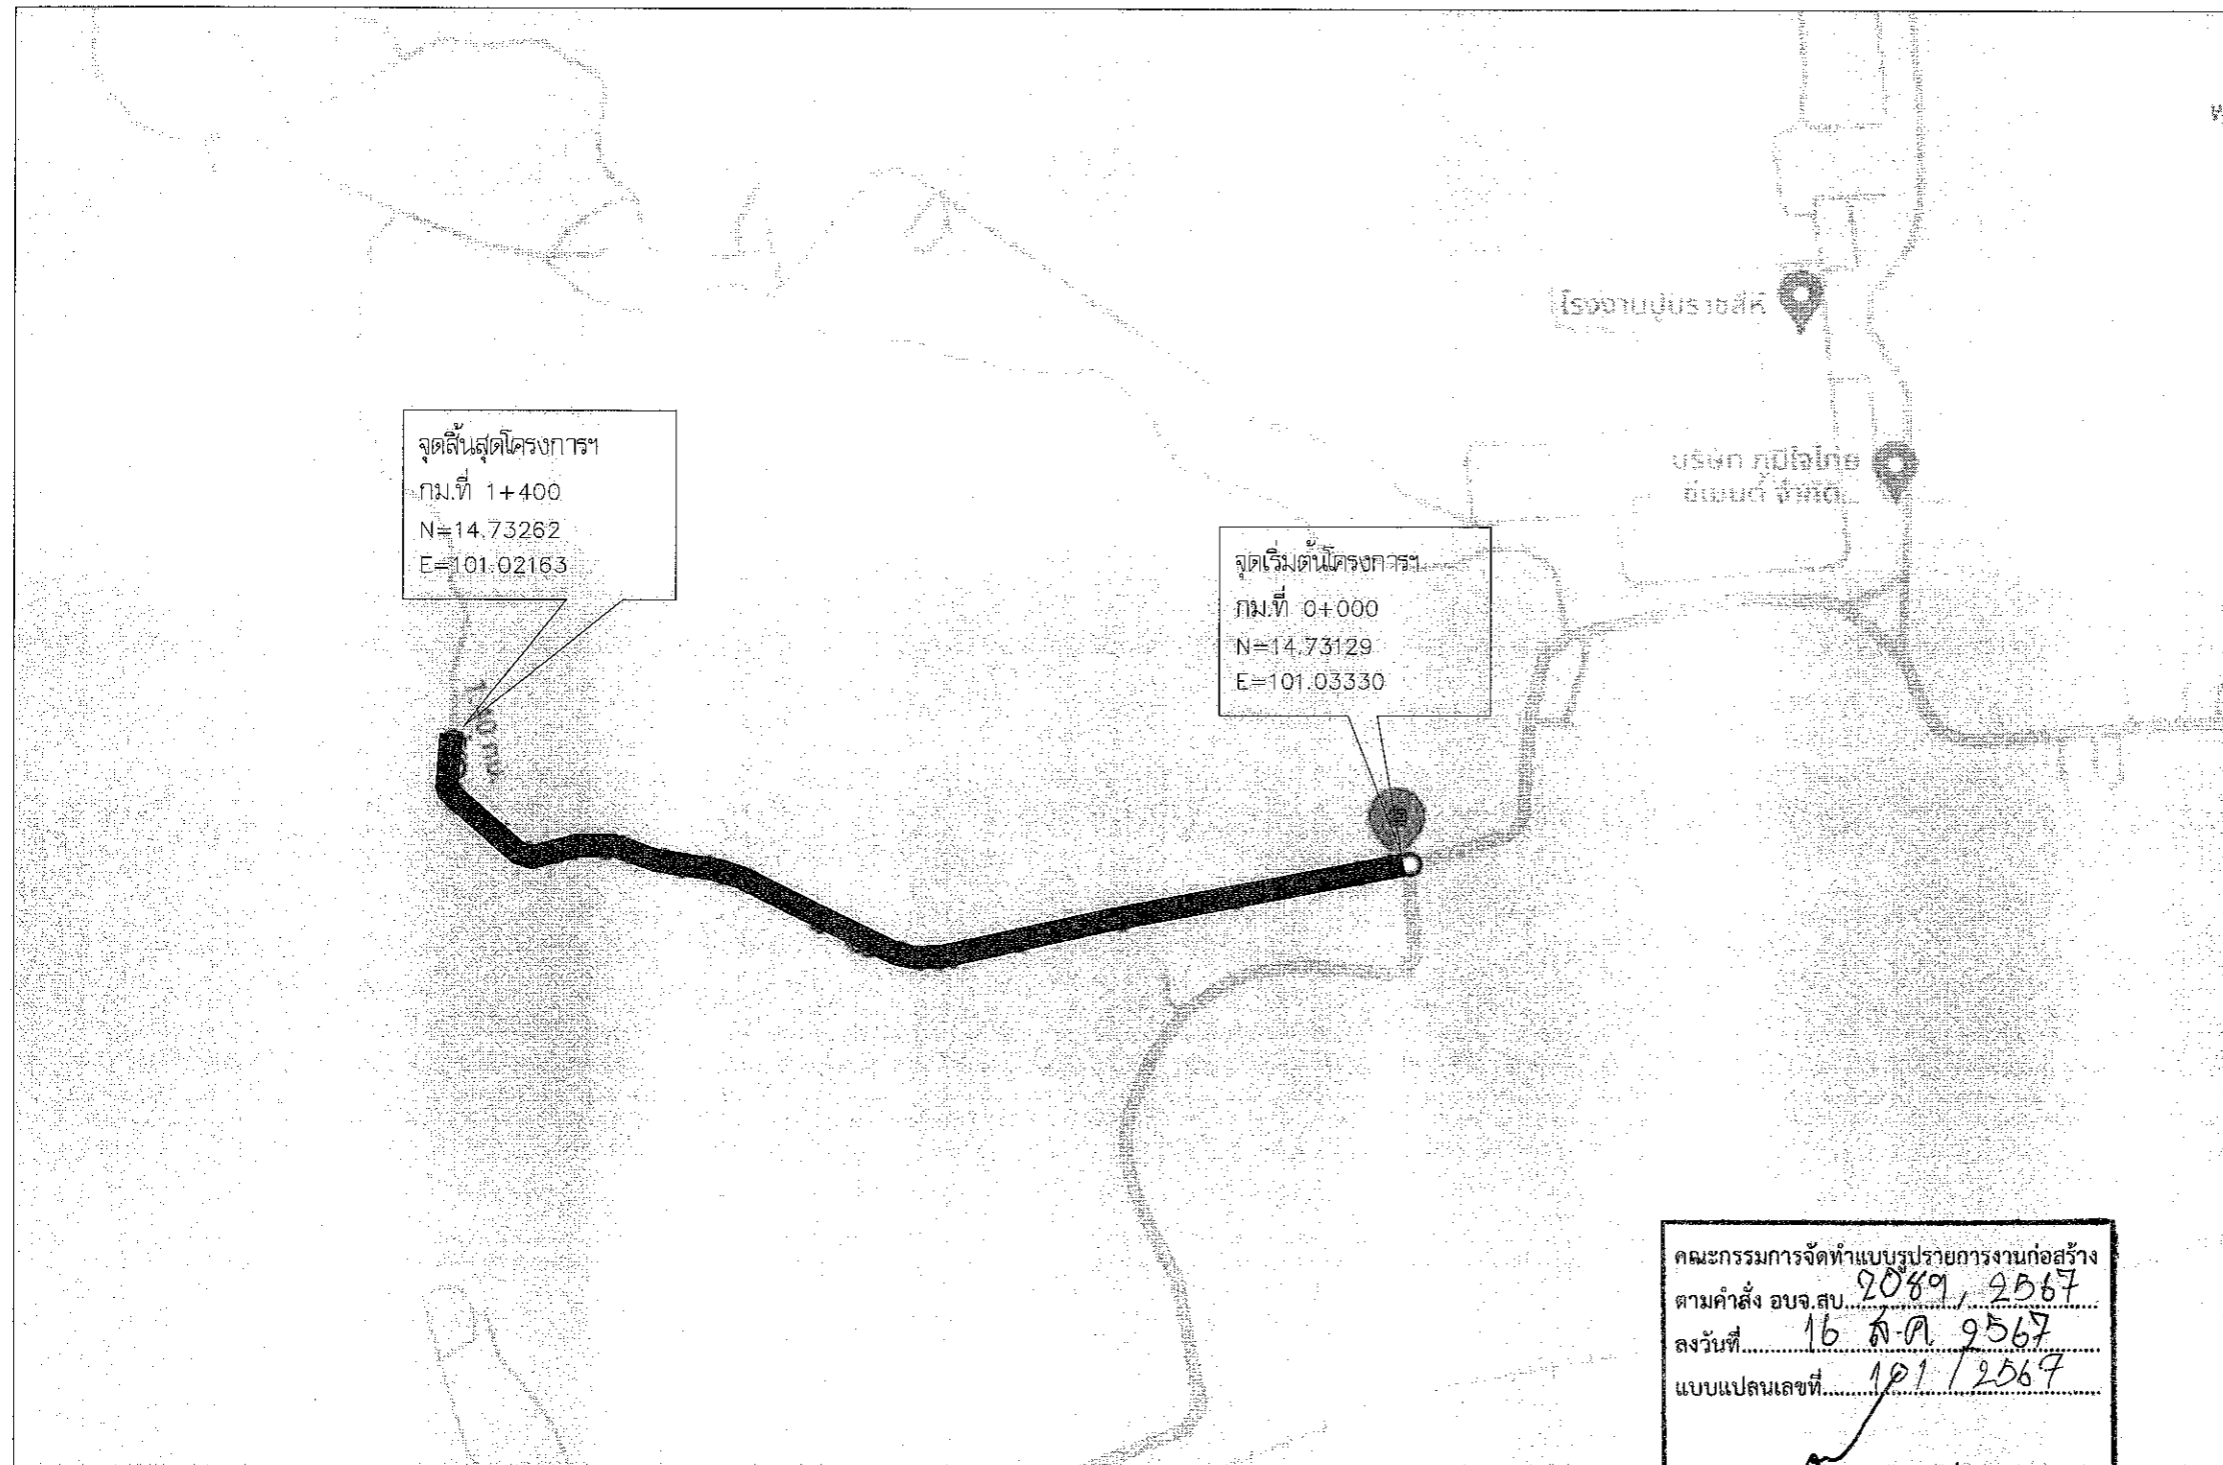 โรงงานปูนราชสีห์
จุดสิ้นสุดโครงการฯ
กม.ที่ 1+400
N=14.73262
E=101.02163
บริษัท ภูมิใจไทย
ซีเมนต์ จำกัด
จุดเริ่มต้นโครงการฯ
กม.ที่ 0+000
N=14.73129
E=101.03330
คณะกรรมการจัดทำแบบรูปรายการงานก่อสร้าง
ตามคำสั่ง อบจ.สบ. 2089, 2567
ลงวันที่ 16 ส.ค. 2567
แบบแปลนเลขที่ 101 / 2567